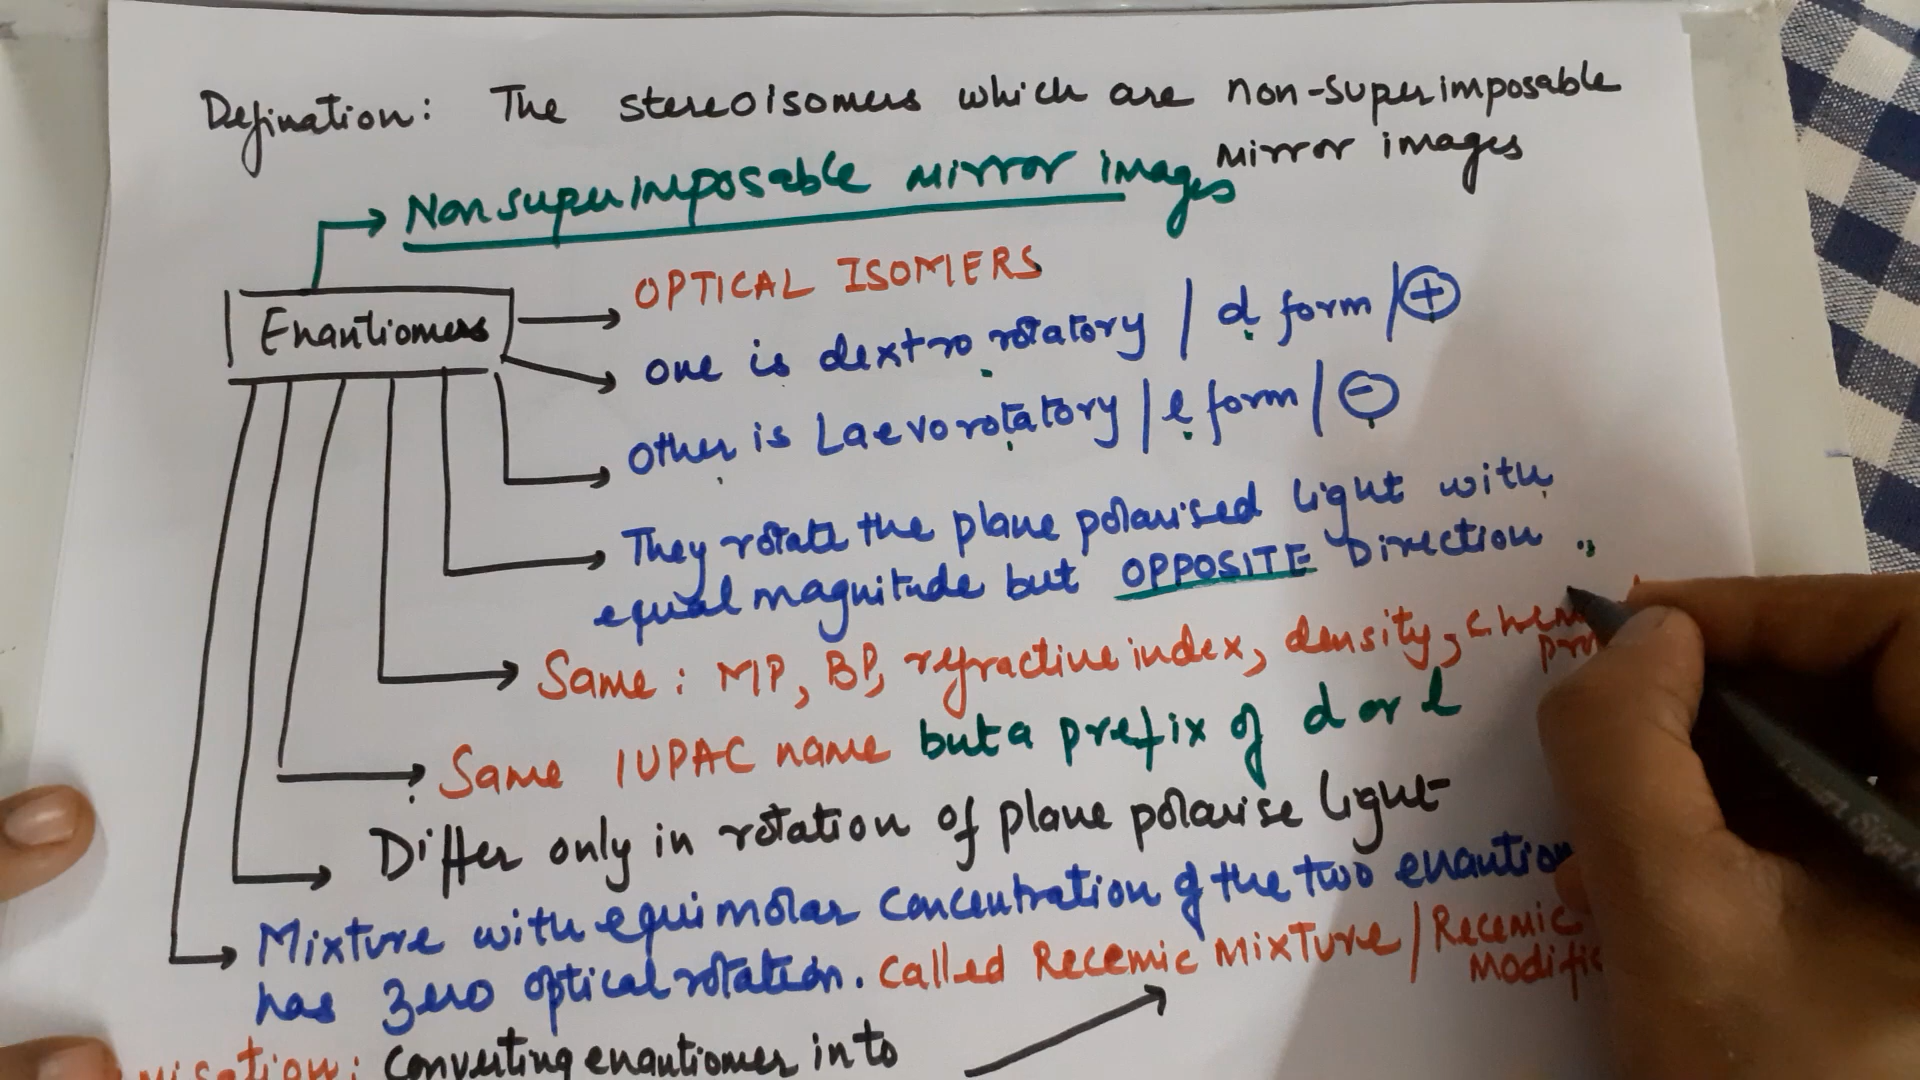 Defination: The stereoisomers which are non-superimposable
mirror images
Nonsuperimposable mirror images
Enantiomers
OPTICAL ISOMERS
one is dextro rotatory / d form / +
other is Laevorotatory / l form / -
They rotate the plane polarised light with
equal magnitude but OPPOSITE Direction
Same: MP, BP, refractive index, density,
Same IUPAC name but a prefix of d or l
Differ only in rotation of plane polarise light
Mixture with equimolar concentration of the two
has zero optical rotation. Called Recemic Mixture / Recemic
Converting enantiomer into